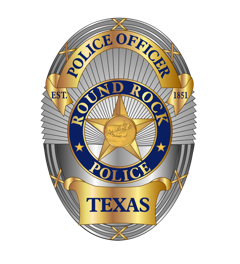 POLICE OFFICER
EST. 1851
ROUND ROCK
POLICE
TEXAS